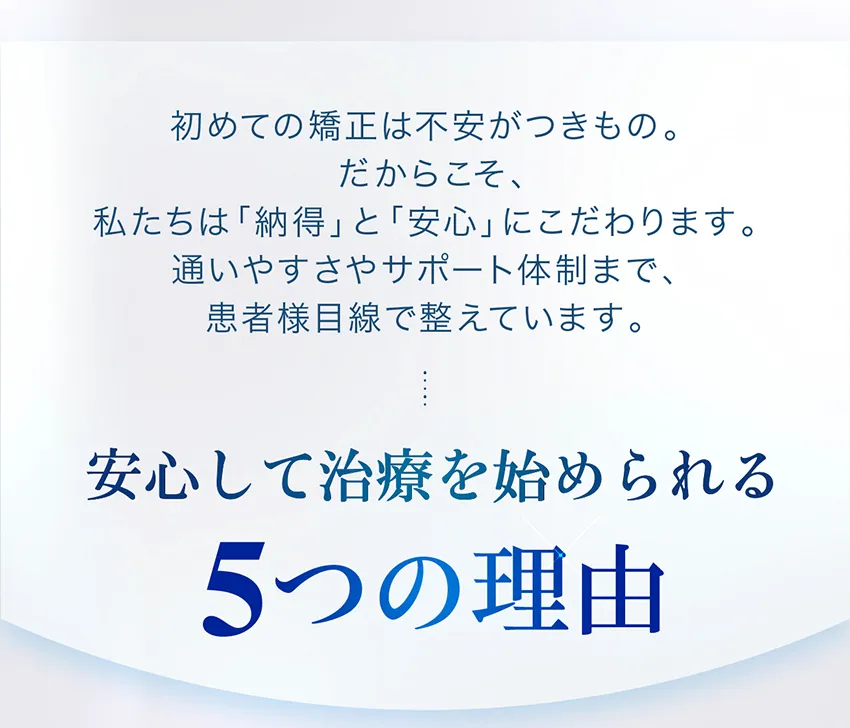 初めての矯正は不安がつきもの。
だからこそ、
私たちは「納得」と「安心」にこだわります。
通いやすさやサポート体制まで、
患者様目線で整えています。
安心して治療を始められる
5つの理由